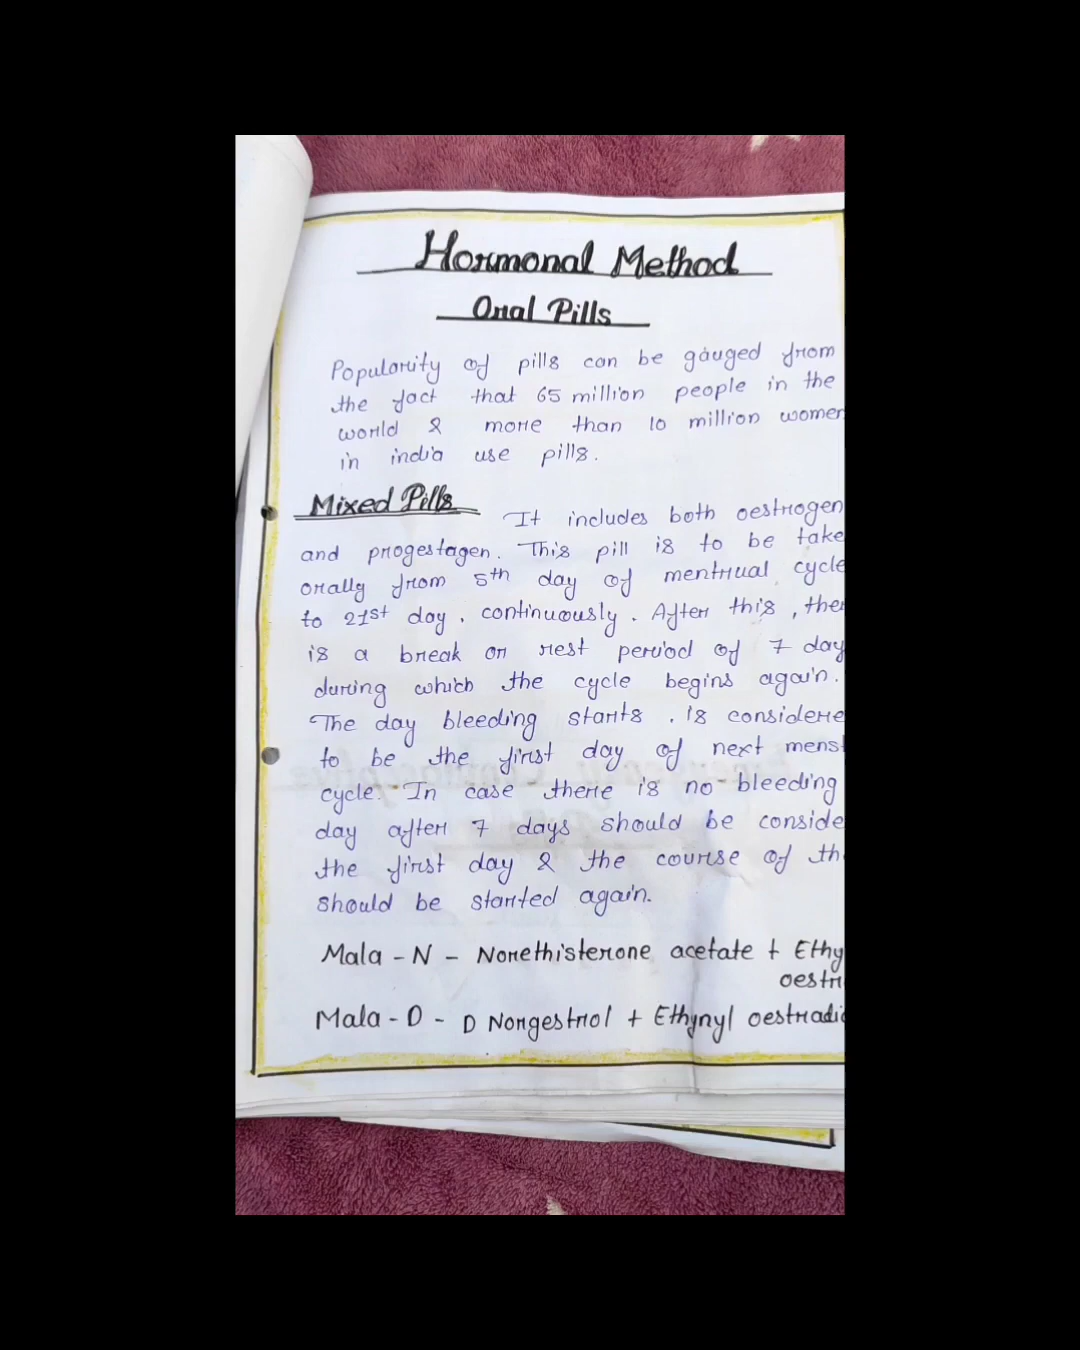 Hormonal Method
Oral Pills
Popularity of pills can be gauged from
the fact that 65 million people in the
world & more than 10 million women
in india use pills.
Mixed Pills
It includes both oestrogen
and progestagen. This pill is to be take
orally from 5th day of mentrual cycle
to 21st day, continuously. After this, ther
is a break or rest period of 7 day
during which the cycle begins again.
The day bleeding starts, is considere
to be the first day of next mens
cycle. In case there is no bleeding
day after 7 days should be conside
the first day & the course of th
should be started again.
Mala - N - Norethisterone acetate + Ethy
oestr
Mala - D - D Norgestriol + Ethynyl oestradio